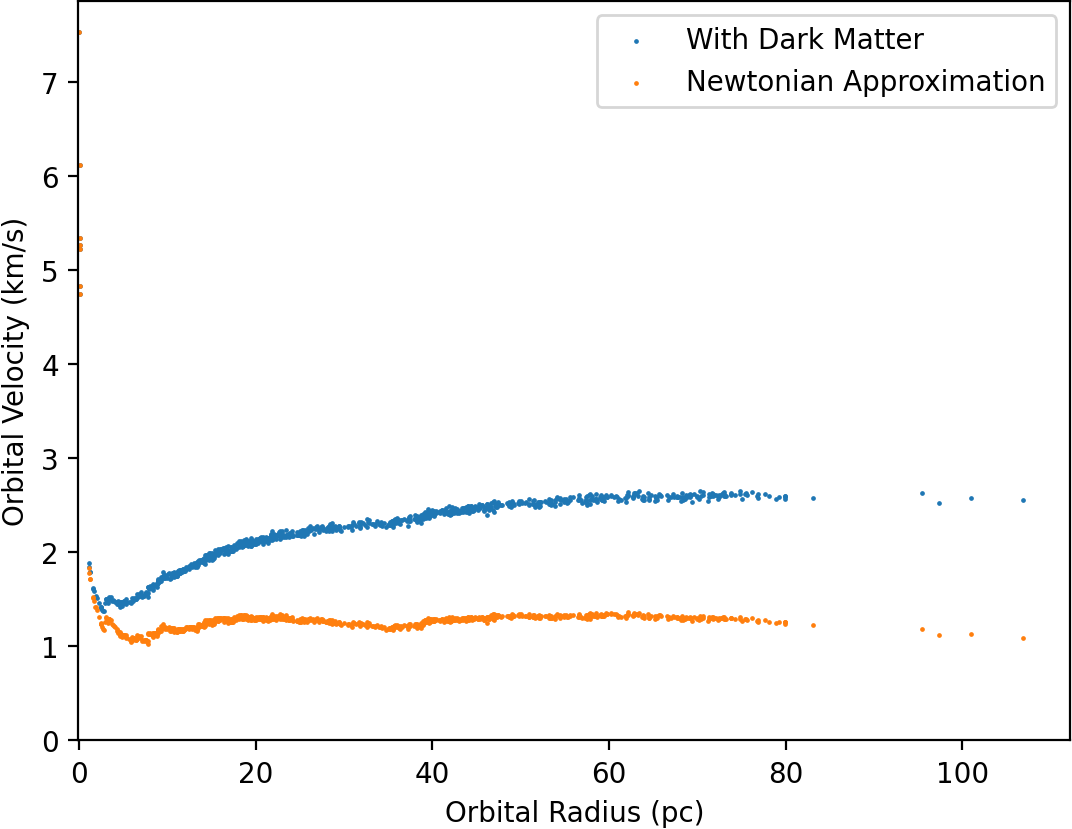 With Dark Matter
Newtonian Approximation
Orbital Velocity (km/s)
7
6
5
4
3
2
1
0
0 20 40 60 80 100
Orbital Radius (pc)